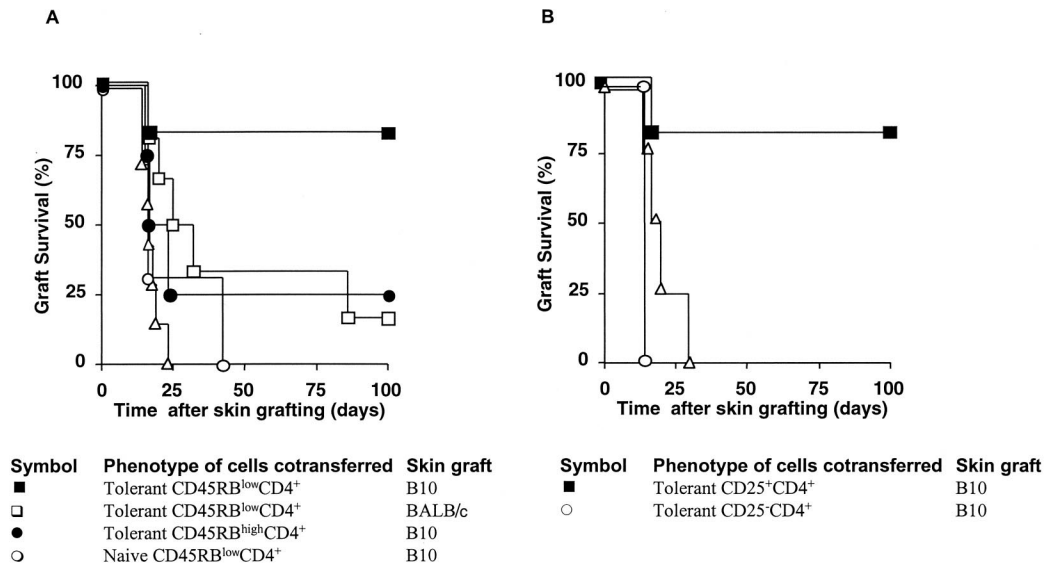 A
Graft Survival (%)
100
75
50
25
0
0 25 50 75 100
Time after skin grafting (days)
Symbol Phenotype of cells cotransferred Skin graft
Tolerant CD45RBlowCD4+ B10
Tolerant CD45RBlowCD4+ BALB/c
Tolerant CD45RBhighCD4+ B10
Naive CD45RBlowCD4+ B10
B
Graft Survival (%)
100
75
50
25
0
0 25 50 75 100
Time after skin grafting (days)
Symbol Phenotype of cells cotransferred Skin graft
Tolerant CD25+CD4+ B10
Tolerant CD25-CD4+ B10